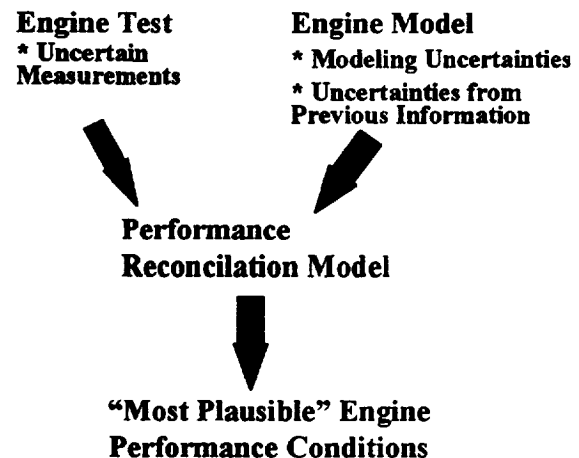 Engine Test
* Uncertain
Measurements
Engine Model
* Modeling Uncertainties
* Uncertainties from
Previous Information
Performance
Reconcilation Model
“Most Plausible” Engine
Performance Conditions